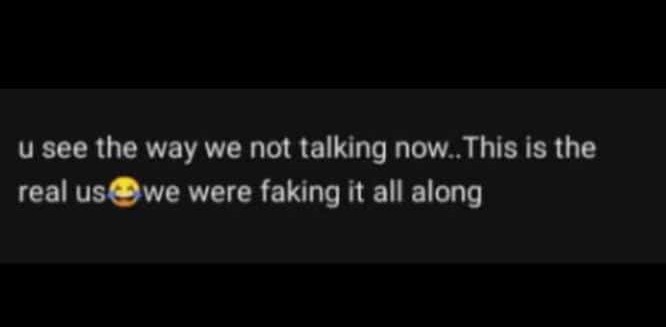 u see the way we not talking now..This is the
real us😂we were faking it all along